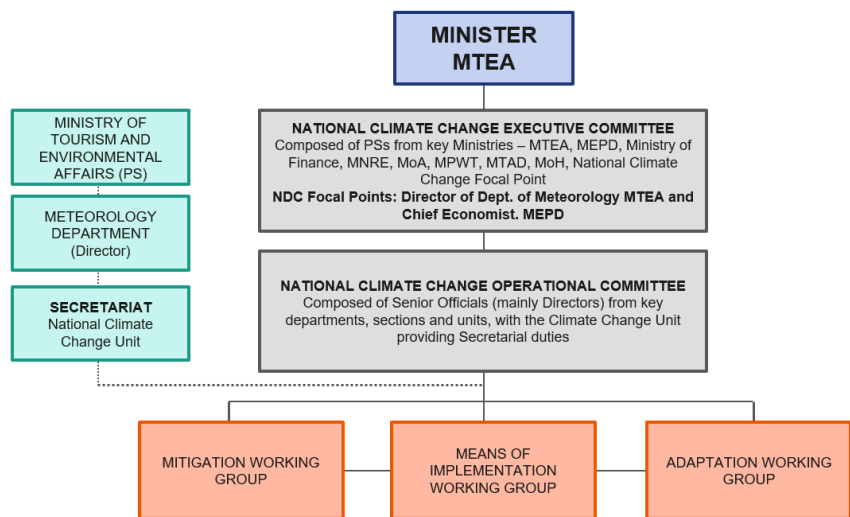 MINISTER
MTEA
MINISTRY OF
TOURISM AND
ENVIRONMENTAL
AFFAIRS (PS)
NATIONAL CLIMATE CHANGE EXECUTIVE COMMITTEE
Composed of PSs from key Ministries – MTEA, MEPD, Ministry of
Finance, MNRE, MoA, MPWT, MTAD, MoH, National Climate
Change Focal Point
NDC Focal Points: Director of Dept. of Meteorology MTEA and
Chief Economist. MEPD
METEOROLOGY
DEPARTMENT
(Director)
NATIONAL CLIMATE CHANGE OPERATIONAL COMMITTEE
Composed of Senior Officials (mainly Directors) from key
departments, sections and units, with the Climate Change Unit
providing Secretarial duties
SECRETARIAT
National Climate
Change Unit
MITIGATION WORKING
GROUP
MEANS OF
IMPLEMENTATION
WORKING GROUP
ADAPTATION WORKING
GROUP